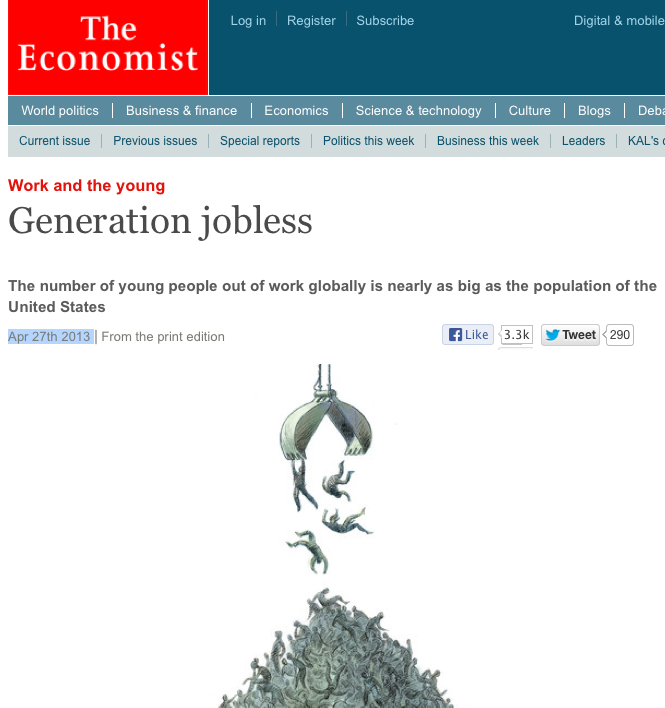 The
Economist
Log in Register Subscribe Digital & mobile
World politics Business & finance Economics Science & technology Culture Blogs
Current issue Previous issues Special reports Politics this week Business this week Leaders KAL's
Work and the young
Generation jobless
The number of young people out of work globally is nearly as big as the population of the
United States
Apr 27th 2013 | From the print edition Like 3.3k Tweet 290